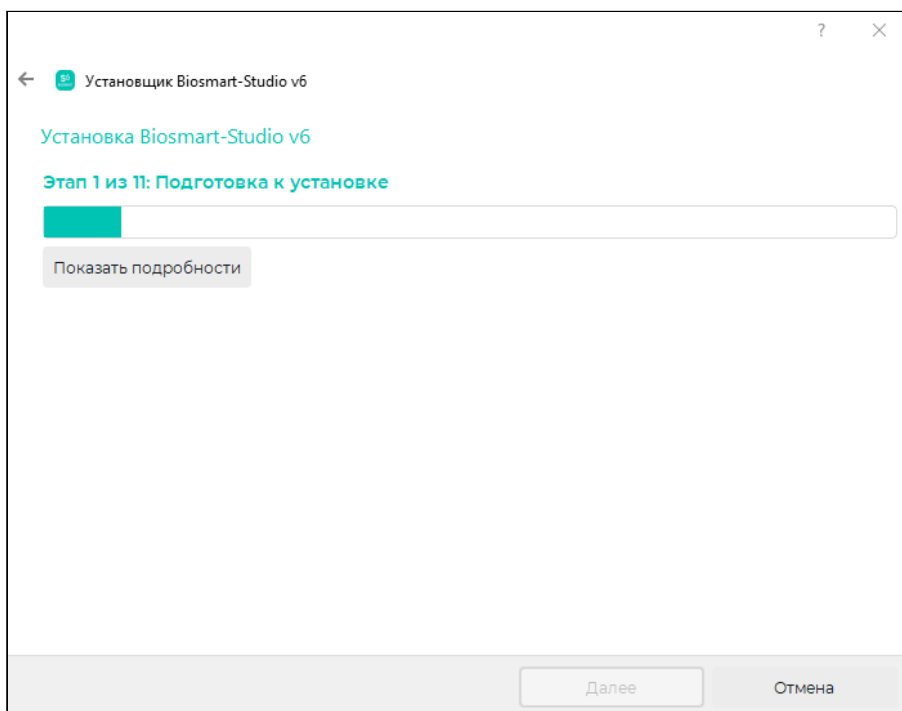 ?
Установщик Biosmart-Studio v6
Установка Biosmart-Studio v6
Этап 1 из 11: Подготовка к установке
Показать подробности
Далее
Отмена